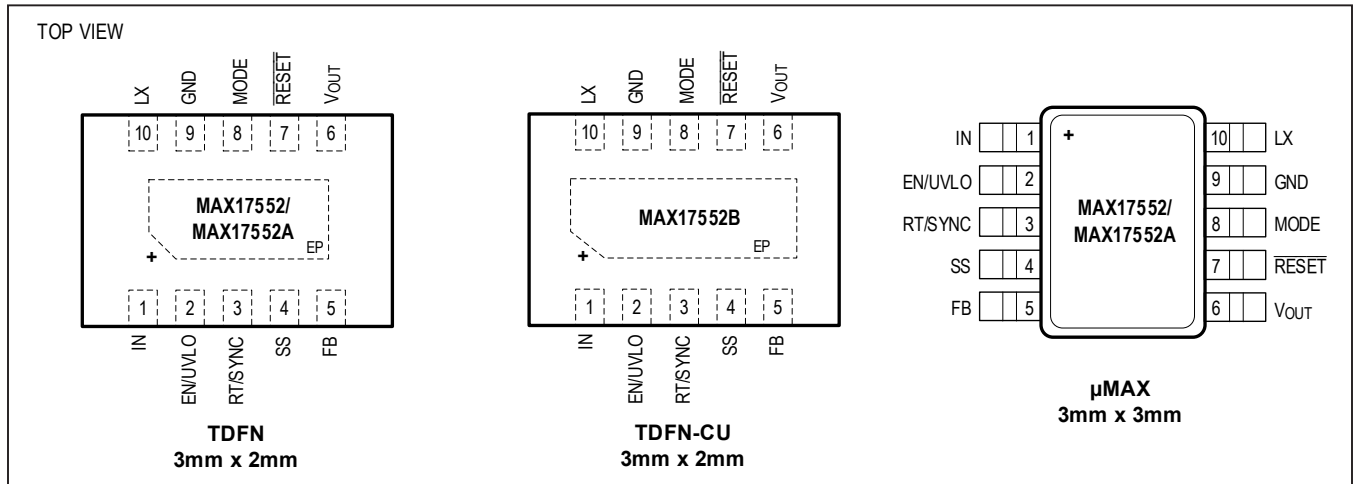 TOP VIEW
LX
GND
MODE
RESET
VOUT
10
9
8
7
6
MAX17552/
MAX17552A
EP
+
1
2
3
4
5
IN
EN/UVLO
RT/SYNC
SS
FB
TDFN
3mm x 2mm
LX
GND
MODE
RESET
VOUT
10
9
8
7
6
MAX17552B
EP
+
1
2
3
4
5
IN
EN/UVLO
RT/SYNC
SS
FB
TDFN-CU
3mm x 2mm
+
IN 1
EN/UVLO 2
RT/SYNC 3
SS 4
FB 5
MAX17552/
MAX17552A
10 LX
9 GND
8 MODE
7 RESET
6 VOUT
µMAX
3mm x 3mm